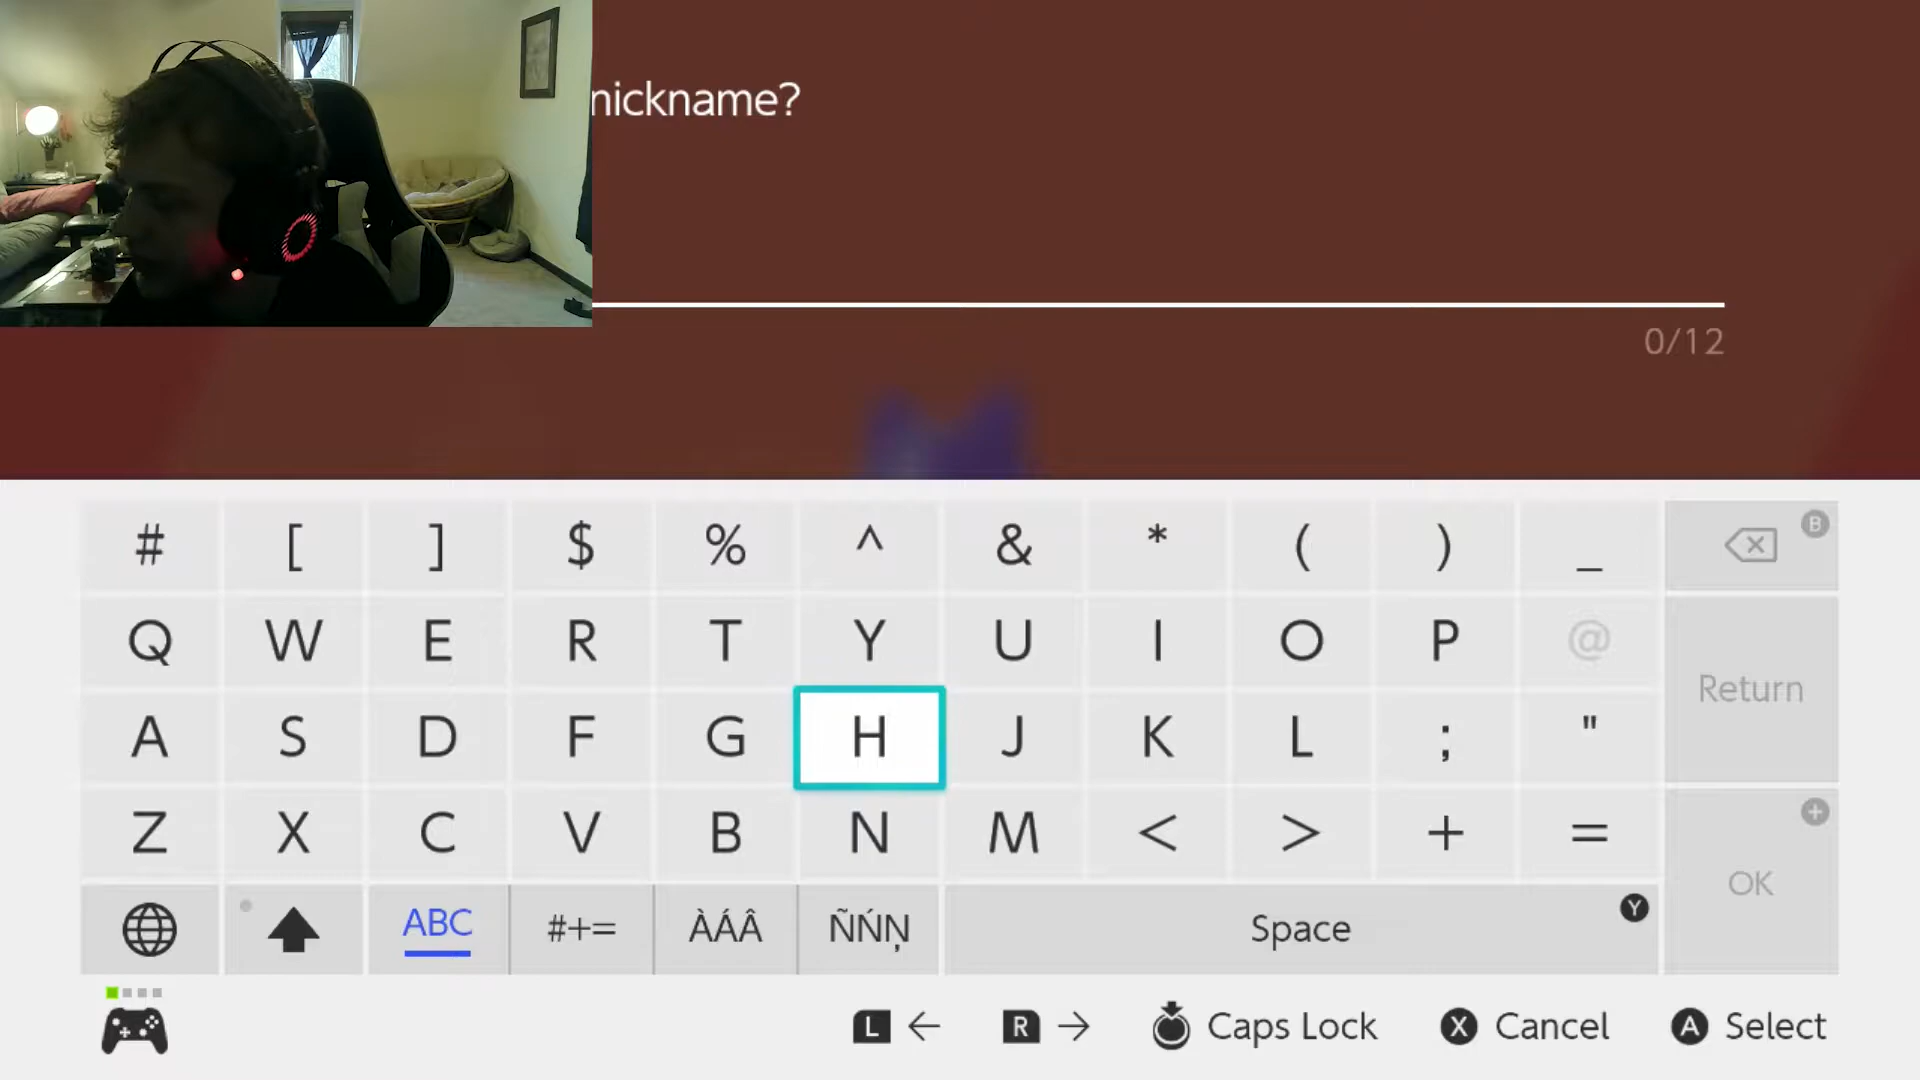 nickname?
0/12
# [ ] $ % ^ & * ( ) _ B
Q W E R T Y U I O P @
Return
A S D F G H J K L ; "
Z X C V B N M < > + = +
OK
ABC #+= ÀÁÂ ÑŃŅ Space Y
L ← R → Caps Lock X Cancel A Select